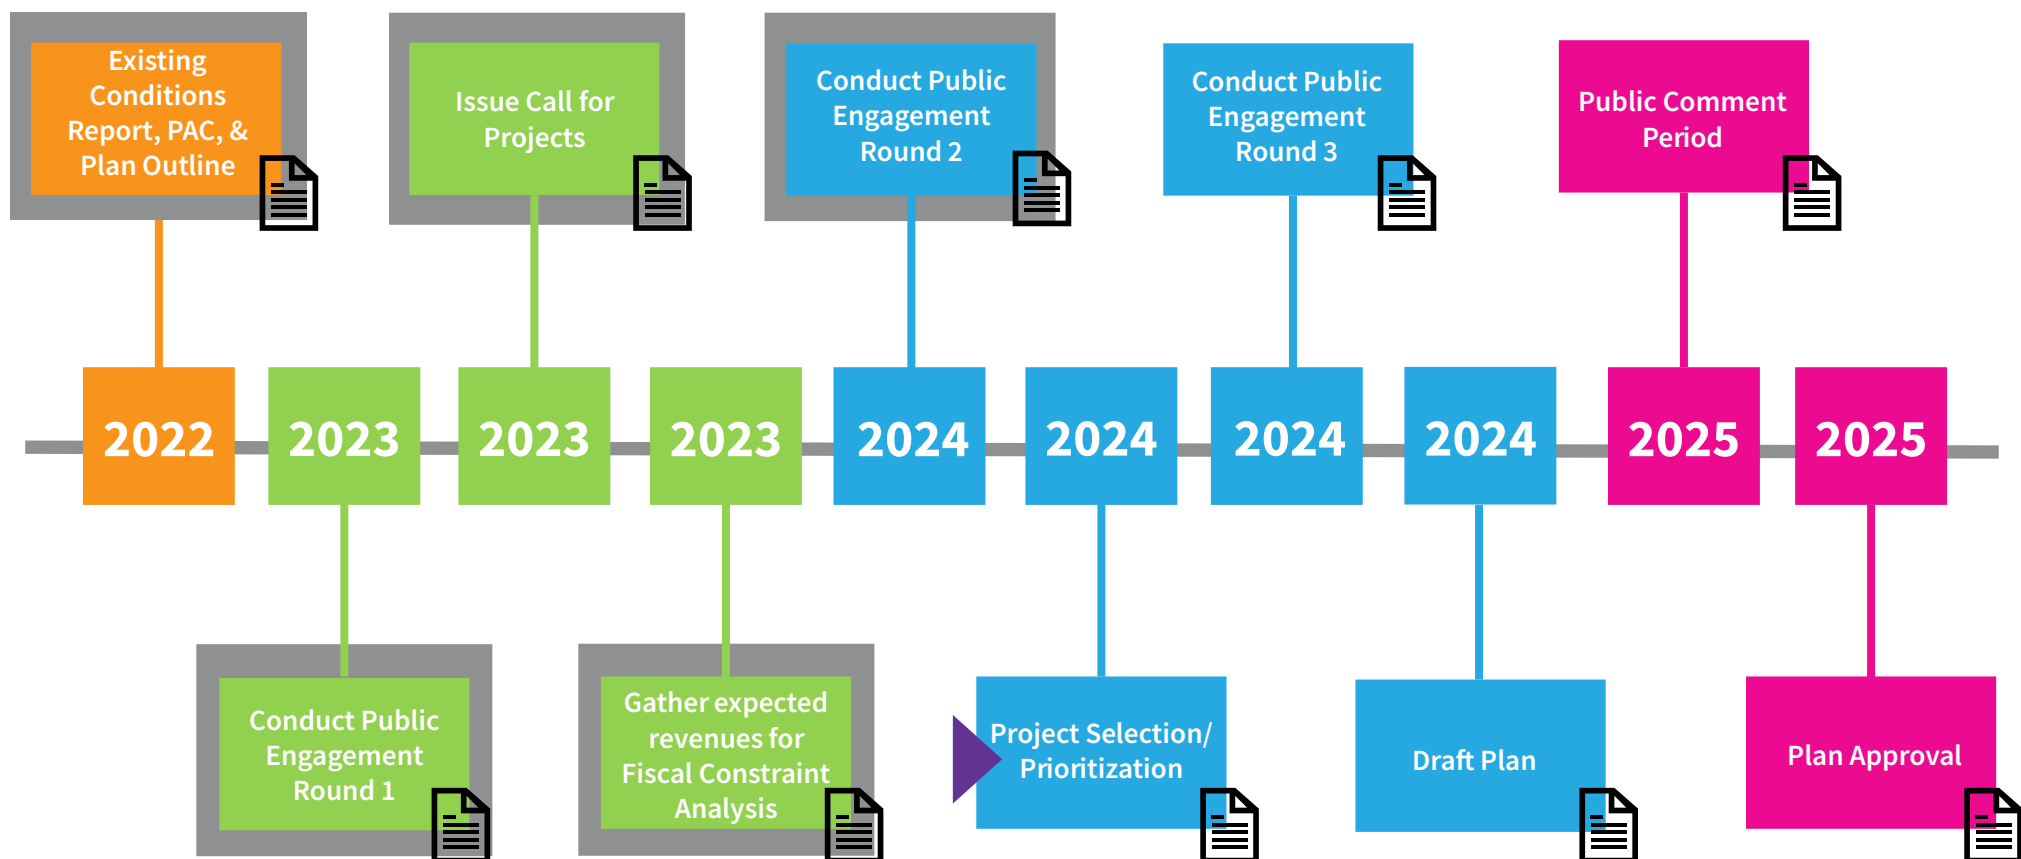 Existing
Conditions
Report, PAC, &
Plan Outline
Issue Call for
Projects
Conduct Public
Engagement
Round 2
Conduct Public
Engagement
Round 3
Public Comment
Period
2022
2023
2023
2023
2024
2024
2024
2024
2025
2025
Conduct Public
Engagement
Round 1
Gather expected
revenues for
Fiscal Constraint
Analysis
Project Selection/
Prioritization
Draft Plan
Plan Approval